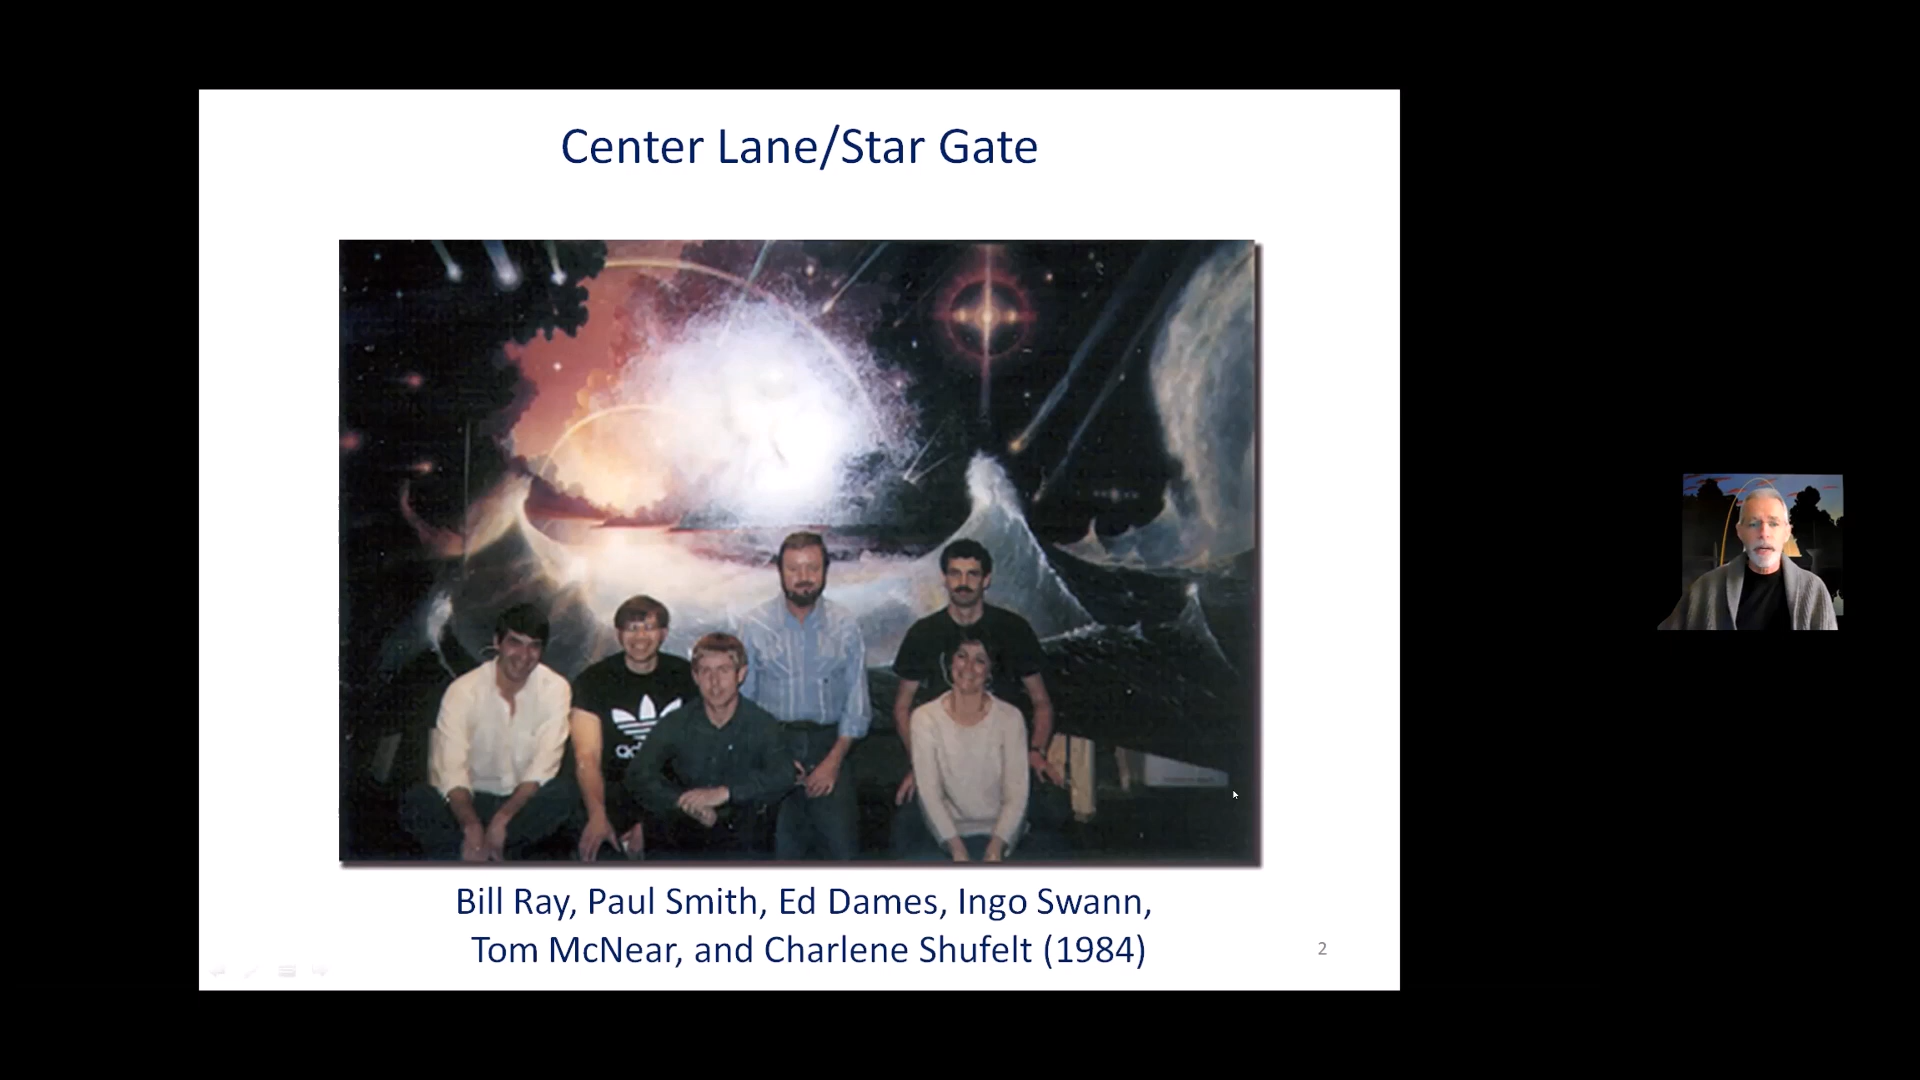 Center Lane/Star Gate
Bill Ray, Paul Smith, Ed Dames, Ingo Swann,
Tom McNear, and Charlene Shufelt (1984)
2